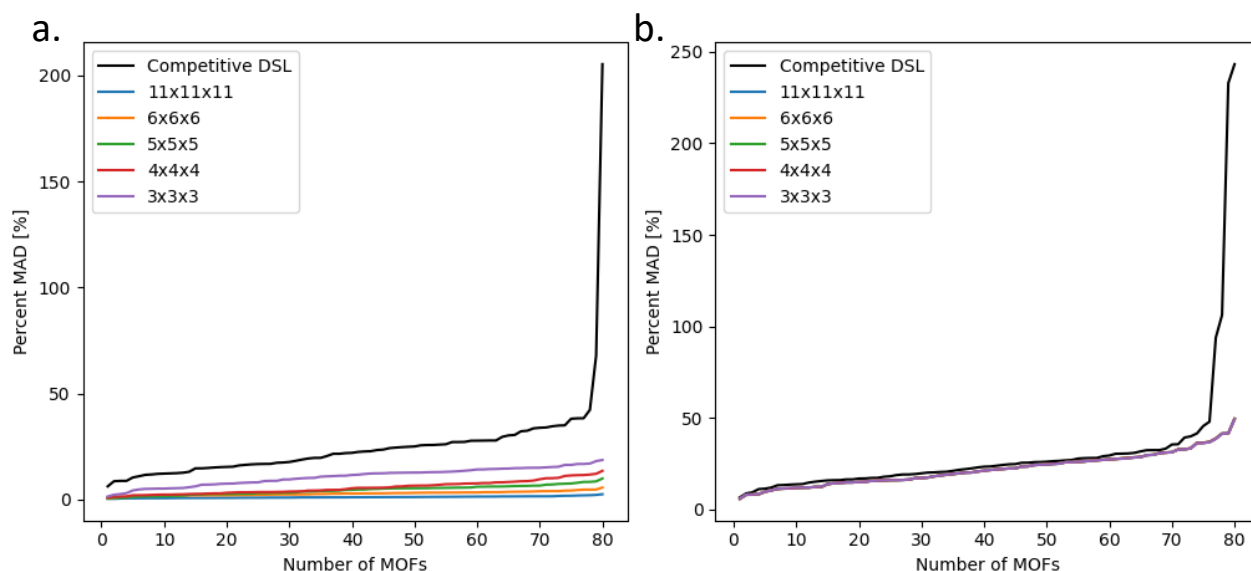 a.
Percent MAD [%]
200
150
100
50
0
Competitive DSL
11x11x11
6x6x6
5x5x5
4x4x4
3x3x3
0 10 20 30 40 50 60 70 80
Number of MOFs
b.
Percent MAD [%]
250
200
150
100
50
0
Competitive DSL
11x11x11
6x6x6
5x5x5
4x4x4
3x3x3
0 10 20 30 40 50 60 70 80
Number of MOFs